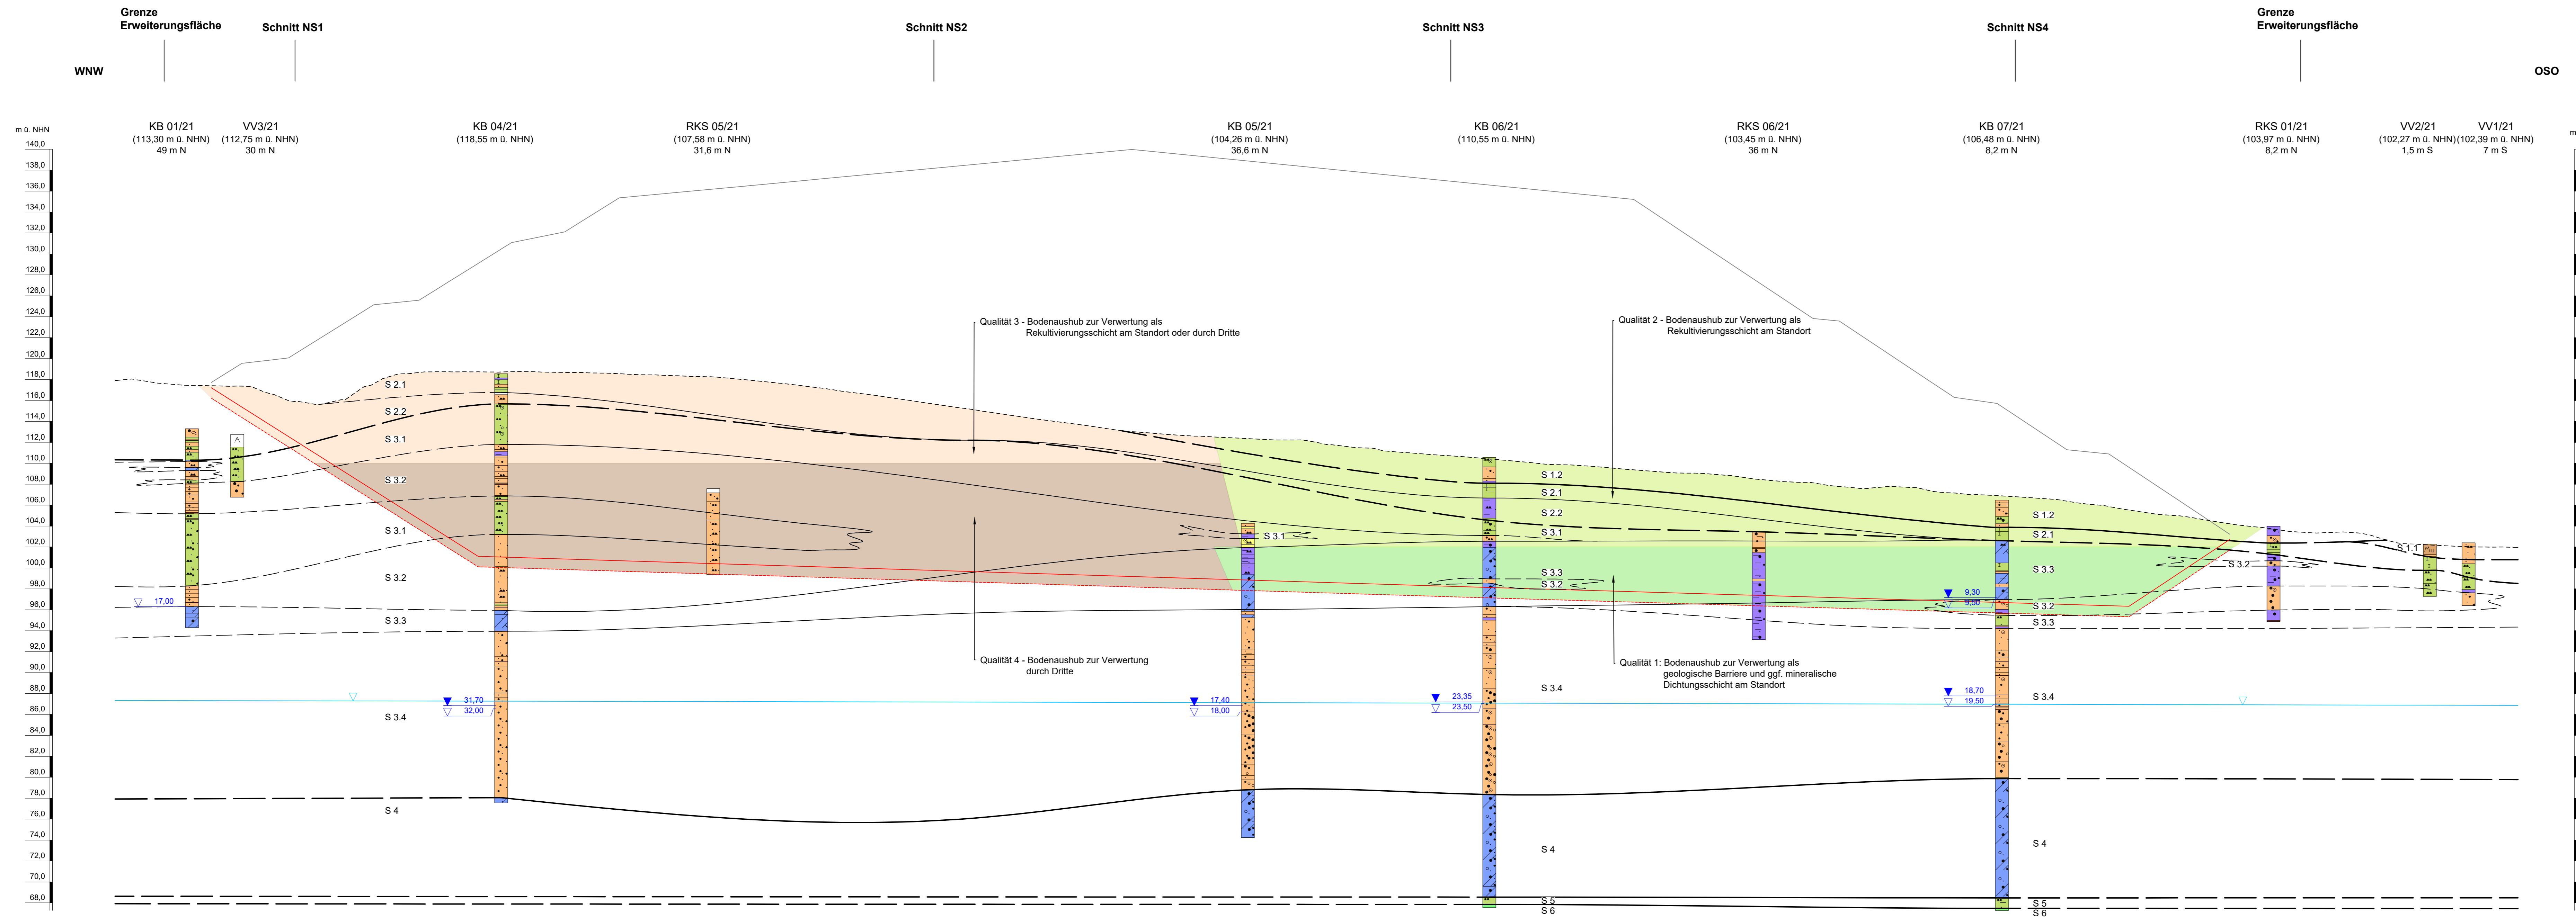 Grenze
Erweiterungsfläche
Schnitt NS1
Schnitt NS2
Schnitt NS3
Schnitt NS4
Grenze
Erweiterungsfläche
WNW
OSO
m ü. NHN
KB 01/21
(113,30 m ü. NHN)
49 m N
VV3/21
(112,75 m ü. NHN)
30 m N
KB 04/21
(118,55 m ü. NHN)
RKS 05/21
(107,58 m ü. NHN)
31,6 m N
KB 05/21
(104,26 m ü. NHN)
36,6 m N
KB 06/21
(110,55 m ü. NHN)
RKS 06/21
(103,45 m ü. NHN)
36 m N
KB 07/21
(106,48 m ü. NHN)
8,2 m N
RKS 01/21
(103,97 m ü. NHN)
8,2 m N
VV2/21
(102,27 m ü. NHN)
1,5 m S
VV1/21
(102,39 m ü. NHN)
7 m S
m
140,0
138,0
136,0
134,0
132,0
130,0
128,0
126,0
124,0
122,0
120,0
118,0
116,0
114,0
112,0
110,0
108,0
106,0
104,0
102,0
100,0
98,0
96,0
94,0
92,0
90,0
88,0
86,0
84,0
82,0
80,0
78,0
76,0
74,0
72,0
70,0
68,0
Qualität 3 - Bodenaushub zur Verwertung als
Rekultivierungsschicht am Standort oder durch Dritte
Qualität 2 - Bodenaushub zur Verwertung als
Rekultivierungsschicht am Standort
Qualität 4 - Bodenaushub zur Verwertung
durch Dritte
Qualität 1: Bodenaushub zur Verwertung als
geologische Barriere und ggf. mineralische
Dichtungsschicht am Standort
S 2.1
S 2.2
S 3.1
S 3.2
S 3.1
S 3.2
S 3.3
S 3.4
S 4
S 3.1
S 1.2
S 2.1
S 2.2
S 3.1
S 3.3
S 3.2
S 3.4
S 4
S 5
S 6
S 1.2
S 2.1
S 3.3
S 3.2
S 3.3
S 3.4
S 4
S 5
S 6
S 3.2
S 1.1
17,00
31,70
32,00
17,40
18,00
23,35
23,50
9,30
9,50
18,70
19,50